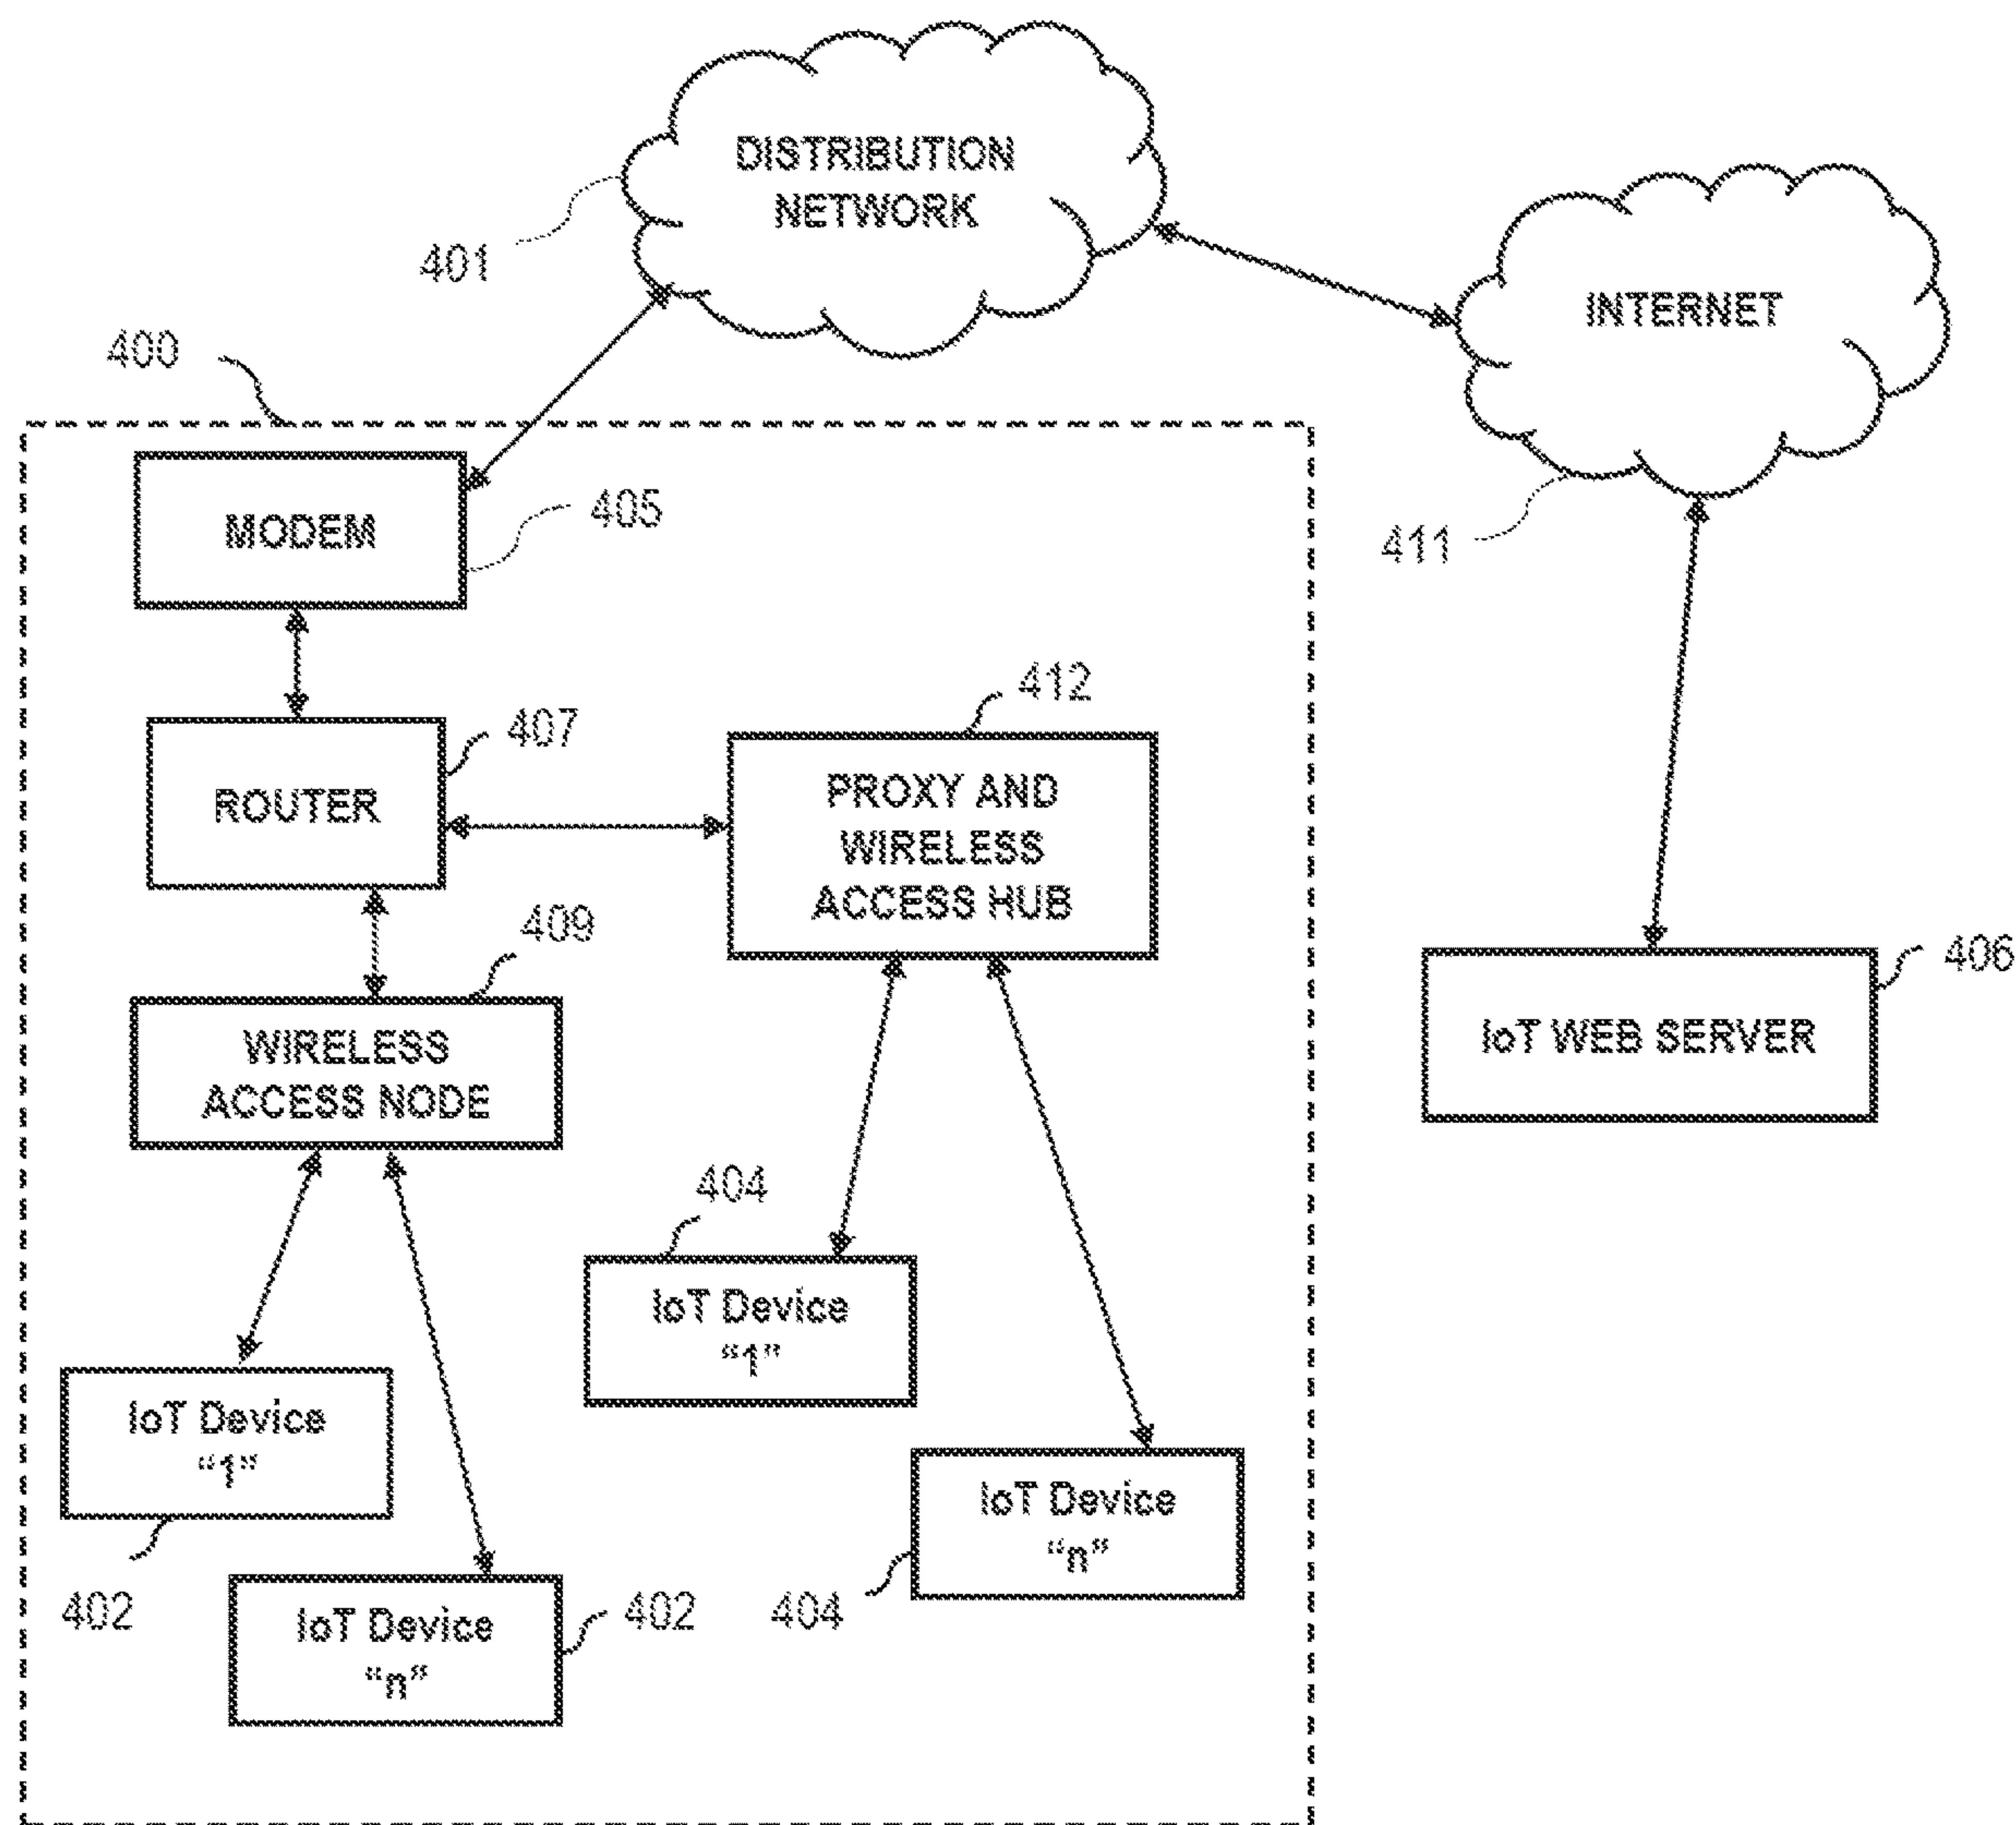 DISTRIBUTION
NETWORK
401
INTERNET
400
411
MODEM
405
412
407
ROUTER
PROXY AND
WIRELESS
ACCESS HUB
409
406
WIRELESS
ACCESS NODE
IoT WEB SERVER
404
IoT Device
"1"
IoT Device
"1"
IoT Device
"n"
402
IoT Device
"n"
402
404